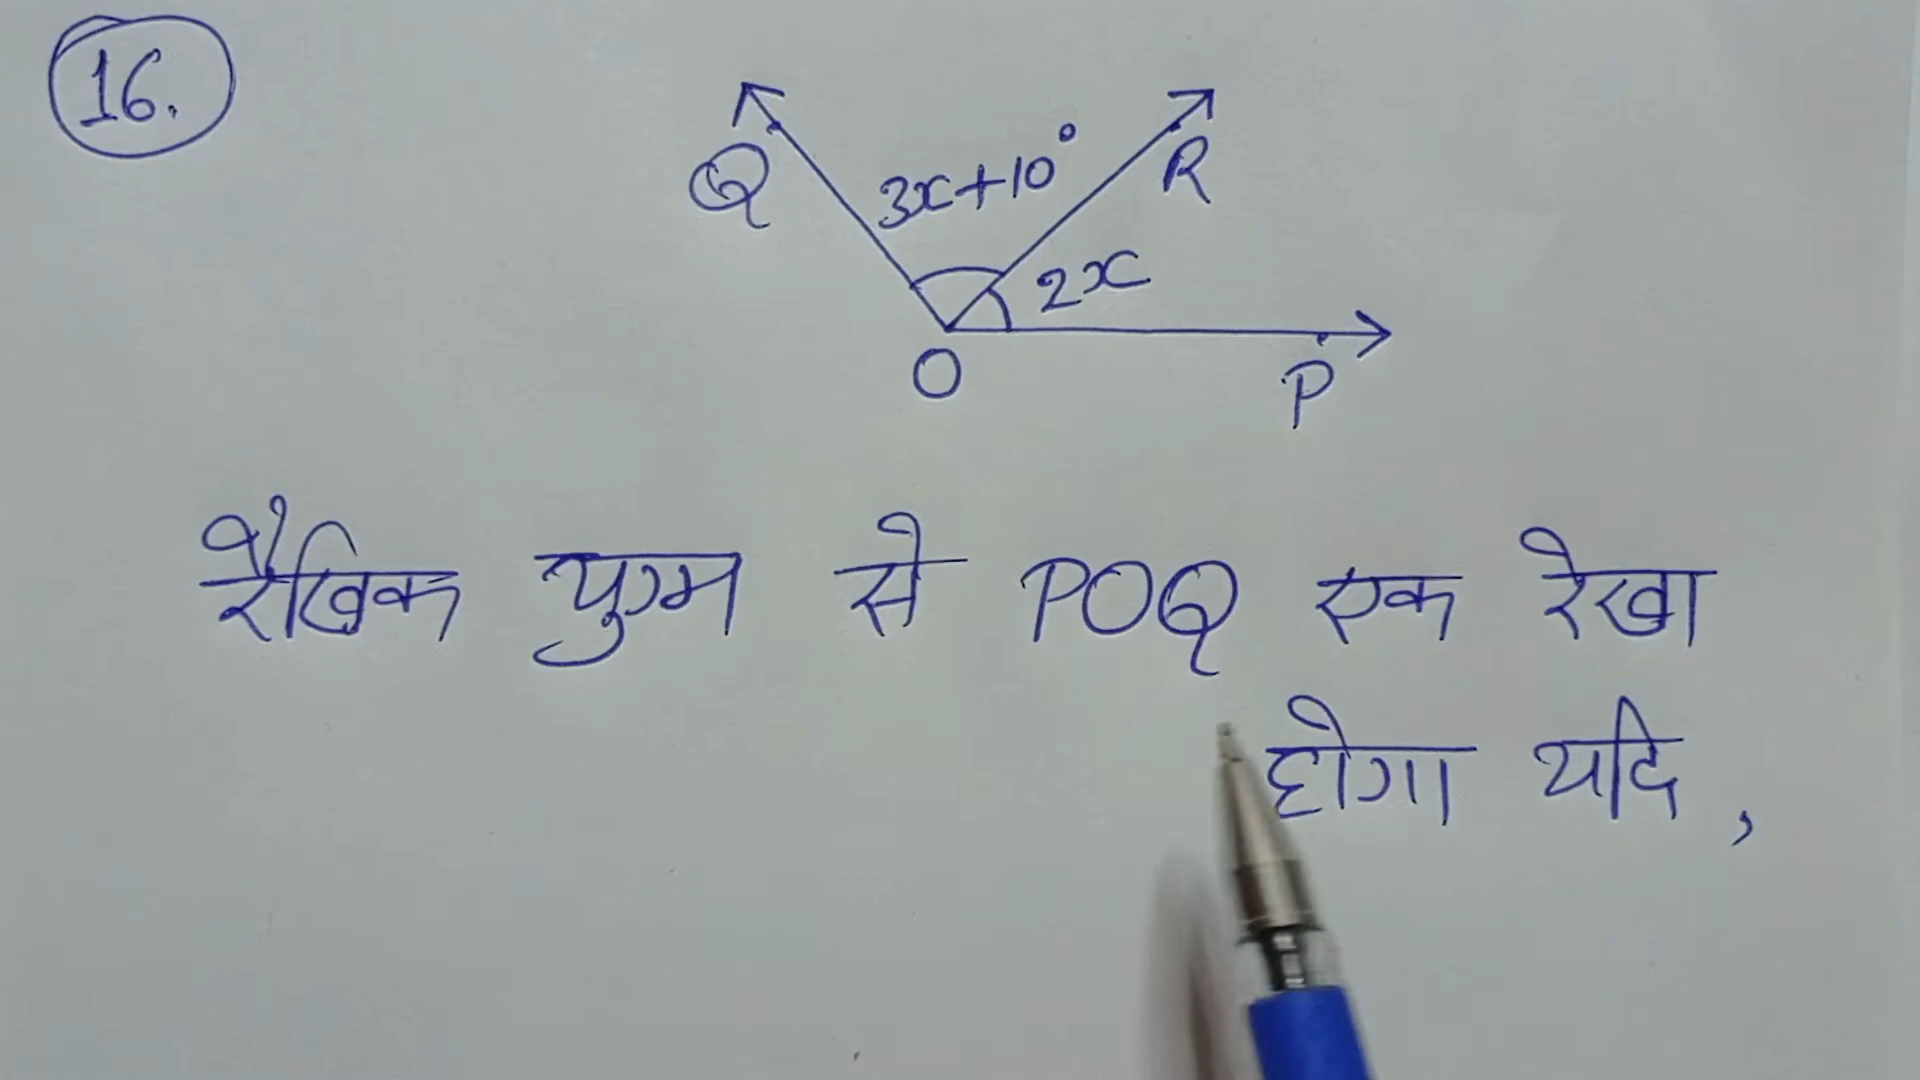 16.
Q
3x+10°
R
2x
O
P
रैखिक युग्म से POQ एक रेखा
होगा यदि,